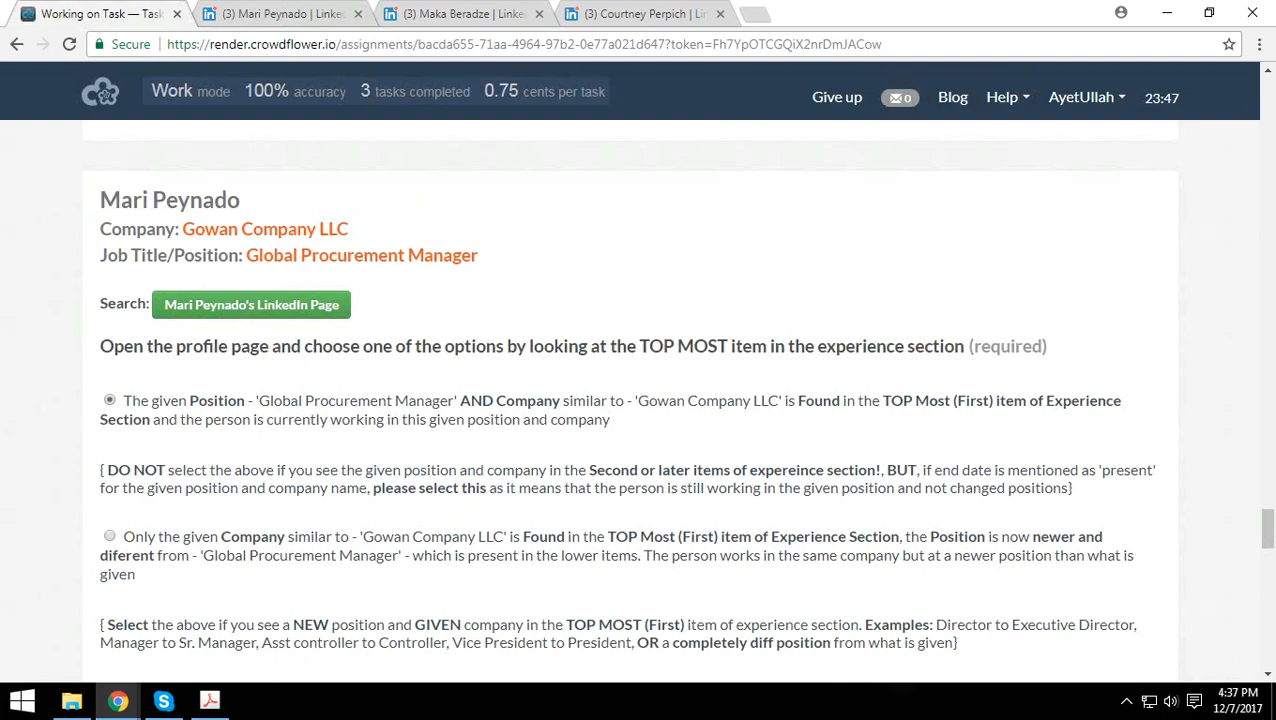 Working on Task — Task
(3) Mari Peynado | Linke
(3) Maka Beradze | Linke
(3) Courtney Perpich | Lin
Secure https://render.crowdflower.io/assignments/bacda655-71aa-4964-97b2-0e77a021d647?token=Fh7YpOTCGQiX2nrDmJACow
Work mode 100% accuracy 3 tasks completed 0.75 cents per task
Give up 0 Blog Help AyetUllah 23:47
Mari Peynado
Company: Gowan Company LLC
Job Title/Position: Global Procurement Manager
Search: Mari Peynado's LinkedIn Page
Open the profile page and choose one of the options by looking at the TOP MOST item in the experience section (required)
The given Position - 'Global Procurement Manager' AND Company similar to - 'Gowan Company LLC' is Found in the TOP Most (First) item of Experience
Section and the person is currently working in this given position and company
{ DO NOT select the above if you see the given position and company in the Second or later items of expereince section!, BUT, if end date is mentioned as 'present'
for the given position and company name, please select this as it means that the person is still working in the given position and not changed positions}
Only the given Company similar to - 'Gowan Company LLC' is Found in the TOP Most (First) item of Experience Section, the Position is now newer and
diferent from - 'Global Procurement Manager' - which is present in the lower items. The person works in the same company but at a newer position than what is
given
{ Select the above if you see a NEW position and GIVEN company in the TOP MOST (First) item of experience section. Examples: Director to Executive Director,
Manager to Sr. Manager, Asst controller to Controller, Vice President to President, OR a completely diff position from what is given}
4:37 PM
12/7/2017